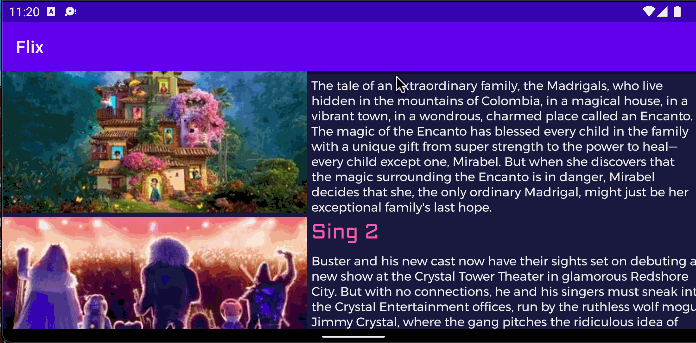 11:20
Flix
The tale of an extraordinary family, the Madrigals, who live
hidden in the mountains of Colombia, in a magical house, in a
vibrant town, in a wondrous, charmed place called an Encanto.
The magic of the Encanto has blessed every child in the family
with a unique gift from super strength to the power to heal—
every child except one, Mirabel. But when she discovers that
the magic surrounding the Encanto is in danger, Mirabel
decides that she, the only ordinary Madrigal, might just be her
exceptional family's last hope.
Sing 2
Buster and his new cast now have their sights set on debuting a
new show at the Crystal Tower Theater in glamorous Redshore
City. But with no connections, he and his singers must sneak int
the Crystal Entertainment offices, run by the ruthless wolf mogu
Jimmy Crystal, where the gang pitches the ridiculous idea of